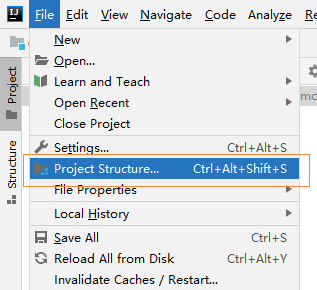 IJ File Edit View Navigate Code Analyze Re
New
Open...
Learn and Teach
Open Recent
Close Project
Settings... Ctrl+Alt+S
Project Structure... Ctrl+Alt+Shift+S
File Properties
Local History
Save All Ctrl+S
Reload All from Disk Ctrl+Alt+Y
Invalidate Caches / Restart...
Project
Structure
mo